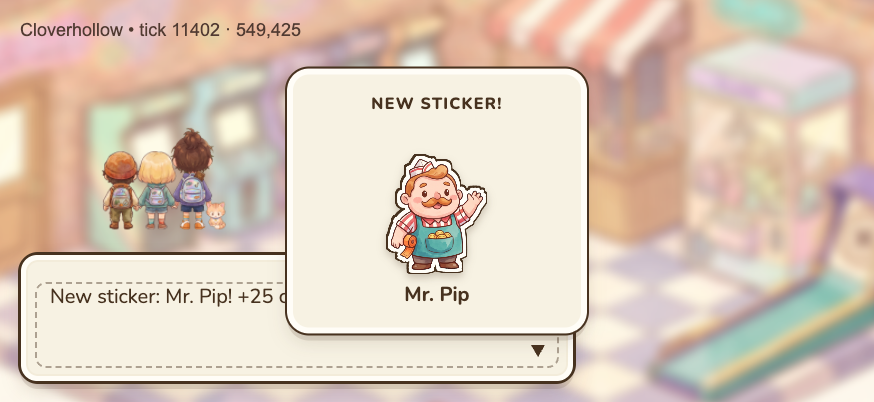 Cloverhollow • tick 11402 · 549,425
NEW STICKER!
Mr. Pip
New sticker: Mr. Pip! +25